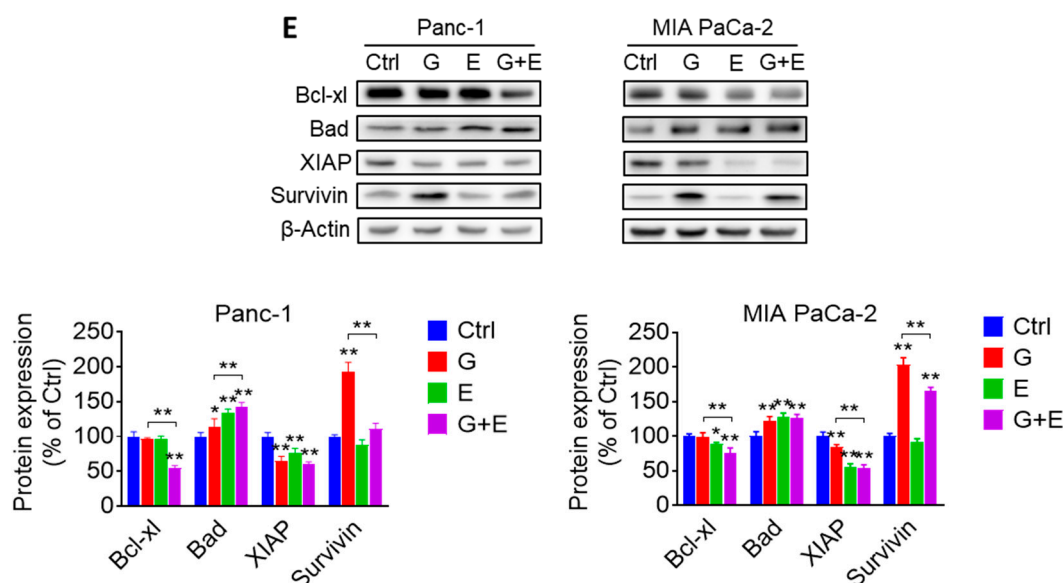 E Panc-1 MIA PaCa-2
Ctrl G E G+E Ctrl G E G+E
Bcl-xl
Bad
XIAP
Survivin
β-Actin
Panc-1
Protein expression
(% of Ctrl)
250
200
150
100
50
0
** ** * ** ** ** ** ** ** **
Bcl-xl
Bad
XIAP
Survivin
Ctrl
G
E
G+E
MIA PaCa-2
Protein expression
(% of Ctrl)
250
200
150
100
50
0
** * ** ** ** ** ** ** ** ** ** ** **
Bcl-xl
Bad
XIAP
Survivin
Ctrl
G
E
G+E